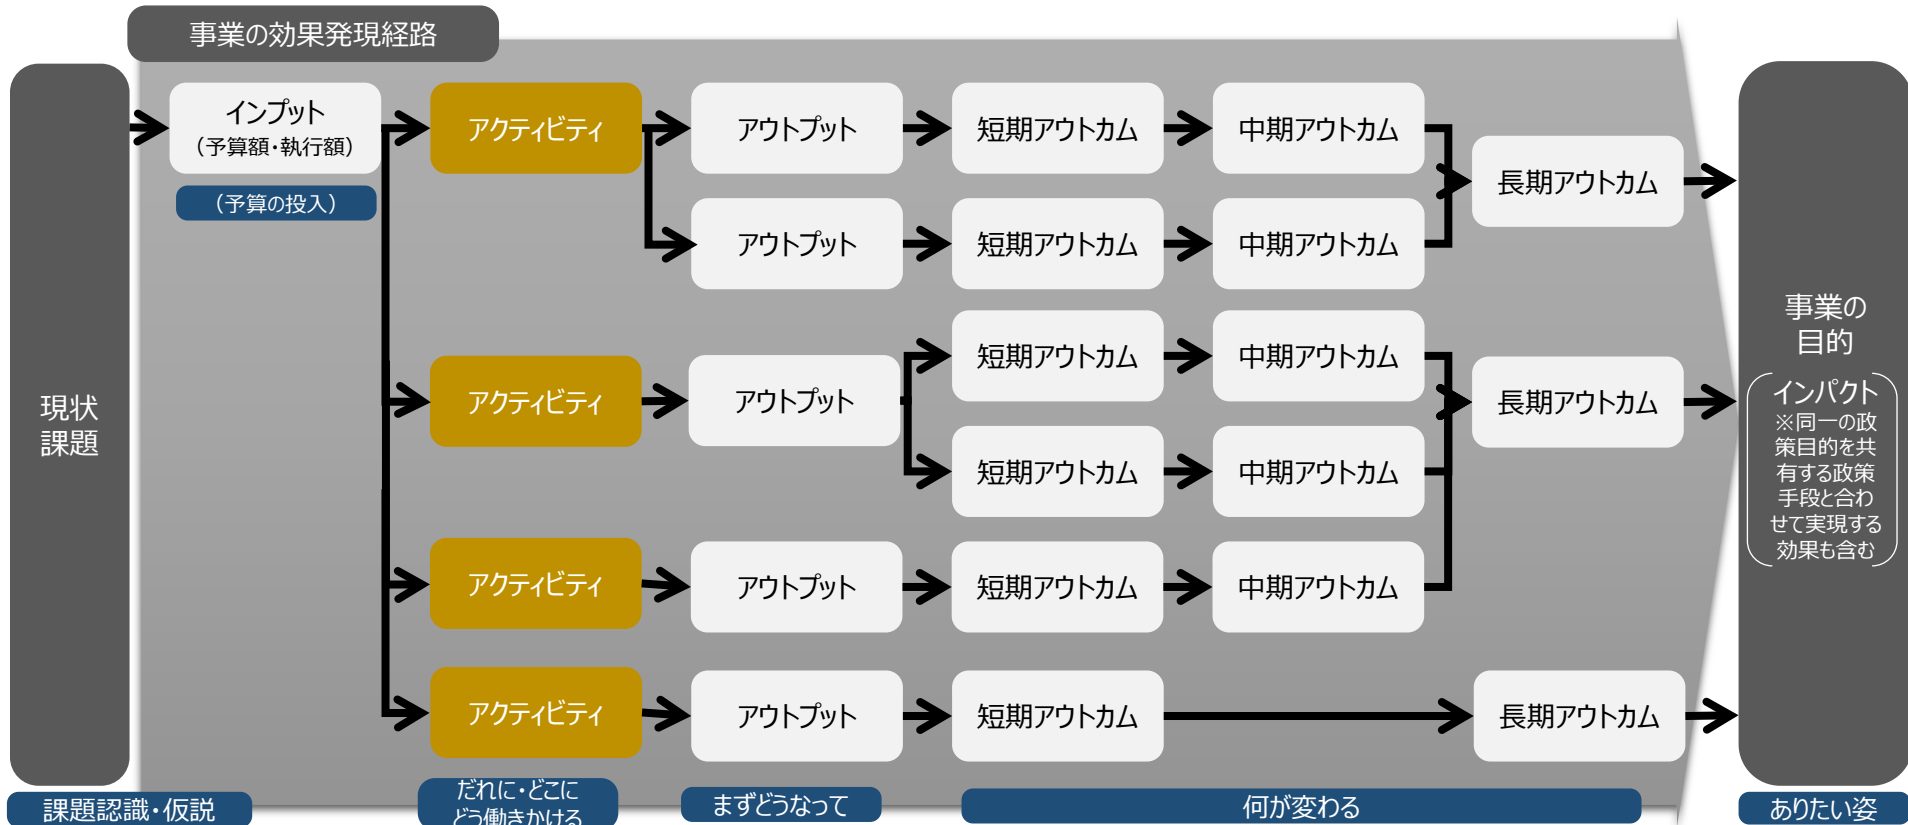 事業の効果発現経路
現状
課題
インプット
（予算額・執行額）
（予算の投入）
アクティビティ
アウトプット
短期アウトカム
中期アウトカム
アウトプット
短期アウトカム
中期アウトカム
長期アウトカム
アクティビティ
アウトプット
短期アウトカム
中期アウトカム
短期アウトカム
中期アウトカム
長期アウトカム
アクティビティ
アウトプット
短期アウトカム
中期アウトカム
アクティビティ
アウトプット
短期アウトカム
長期アウトカム
事業の
目的
インパクト
※同一の政
策目的を共
有する政策
手段と合わ
せて実現する
効果も含む
課題認識・仮説
だれに・どこに
どう働きかける
まずどうなって
何が変わる
ありたい姿